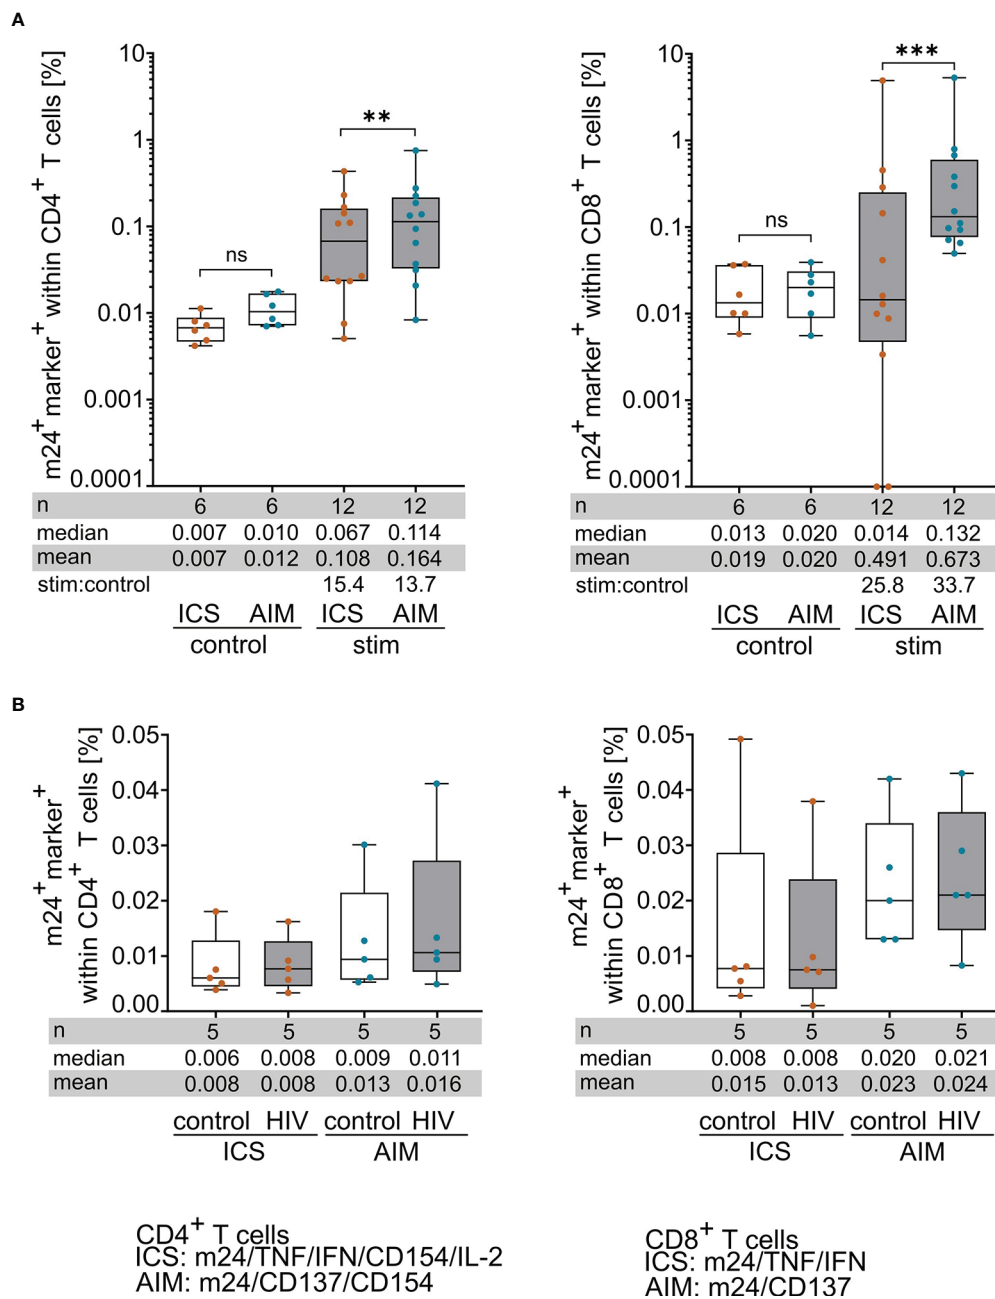 A
m24+ marker+ within CD4+ T cells [%]
10
1
0.1
0.01
0.001
0.0001
ns
**
n 6 6 12 12
median 0.007 0.010 0.067 0.114
mean 0.007 0.012 0.108 0.164
stim:control 15.4 13.7
ICS AIM ICS AIM
control stim
m24+ marker+ within CD8+ T cells [%]
10
1
0.1
0.01
0.001
0.0001
ns
***
n 6 6 12 12
median 0.013 0.020 0.014 0.132
mean 0.019 0.020 0.491 0.673
stim:control 25.8 33.7
ICS AIM ICS AIM
control stim
B
m24+ marker+
within CD4+ T cells [%]
0.05
0.04
0.03
0.02
0.01
0.00
n 5 5 5 5
median 0.006 0.008 0.009 0.011
mean 0.008 0.008 0.013 0.016
control HIV control HIV
ICS AIM
m24+ marker+
within CD8+ T cells [%]
0.05
0.04
0.03
0.02
0.01
0.00
n 5 5 5 5
median 0.008 0.008 0.020 0.021
mean 0.015 0.013 0.023 0.024
control HIV control HIV
ICS AIM
CD4+ T cells
ICS: m24/TNF/IFN/CD154/IL-2
AIM: m24/CD137/CD154
CD8+ T cells
ICS: m24/TNF/IFN
AIM: m24/CD137